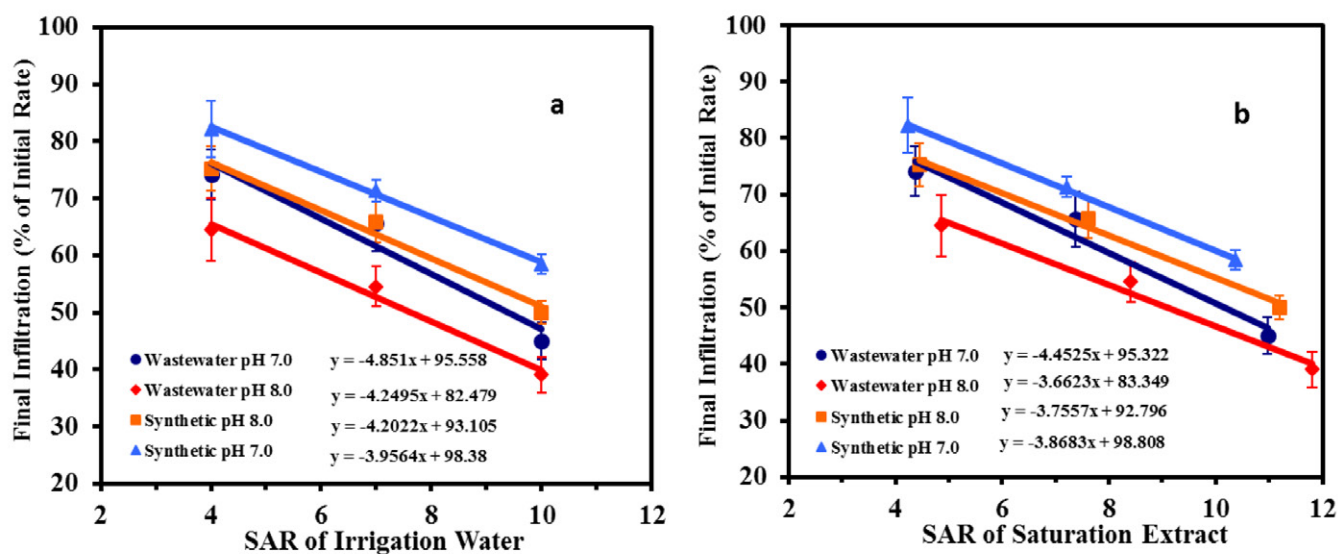 Final Infiltration (% of Initial Rate)
100
90
80
70
60
50
40
30
20
a
Wastewater pH 7.0 y = -4.851x + 95.558
Wastewater pH 8.0 y = -4.2495x + 82.479
Synthetic pH 8.0 y = -4.2022x + 93.105
Synthetic pH 7.0 y = -3.9564x + 98.38
2 4 6 8 10 12
SAR of Irrigation Water
Final Infiltration (% of Initial Rate)
100
90
80
70
60
50
40
30
20
b
Wastewater pH 7.0 y = -4.4525x + 95.322
Wastewater pH 8.0 y = -3.6623x + 83.349
Synthetic pH 8.0 y = -3.7557x + 92.796
Synthetic pH 7.0 y = -3.8683x + 98.808
2 4 6 8 10 12
SAR of Saturation Extract